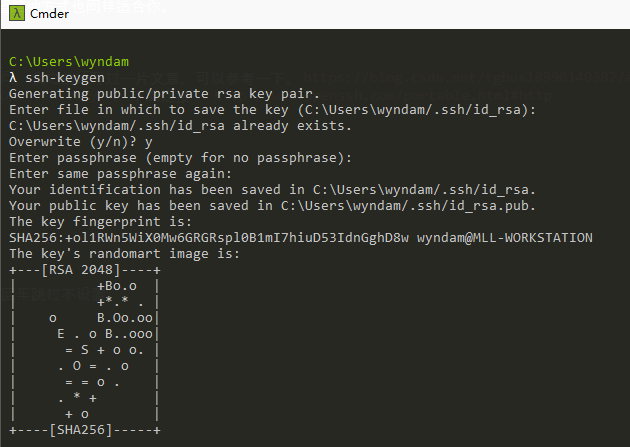 Cmder
C:\Users\wyndam
λ ssh-keygen
Generating public/private rsa key pair.
Enter file in which to save the key (C:\Users\wyndam/.ssh/id_rsa):
C:\Users\wyndam/.ssh/id_rsa already exists.
Overwrite (y/n)? y
Enter passphrase (empty for no passphrase):
Enter same passphrase again:
Your identification has been saved in C:\Users\wyndam/.ssh/id_rsa.
Your public key has been saved in C:\Users\wyndam/.ssh/id_rsa.pub.
The key fingerprint is:
SHA256:+ol1RWn5WiX0Mw6GRGRspl0B1mI7hiuD53IdnGghD8w wyndam@MLL-WORKSTATION
The key's randomart image is:
+---[RSA 2048]----+
|          +Bo.o  |
|          +*.* . |
|    o     B.Oo.oo|
|     E . o B..ooo|
|      = S + o o. |
|     . O = . o   |
|      = = o .    |
|     . * +       |
|      + o        |
+----[SHA256]-----+